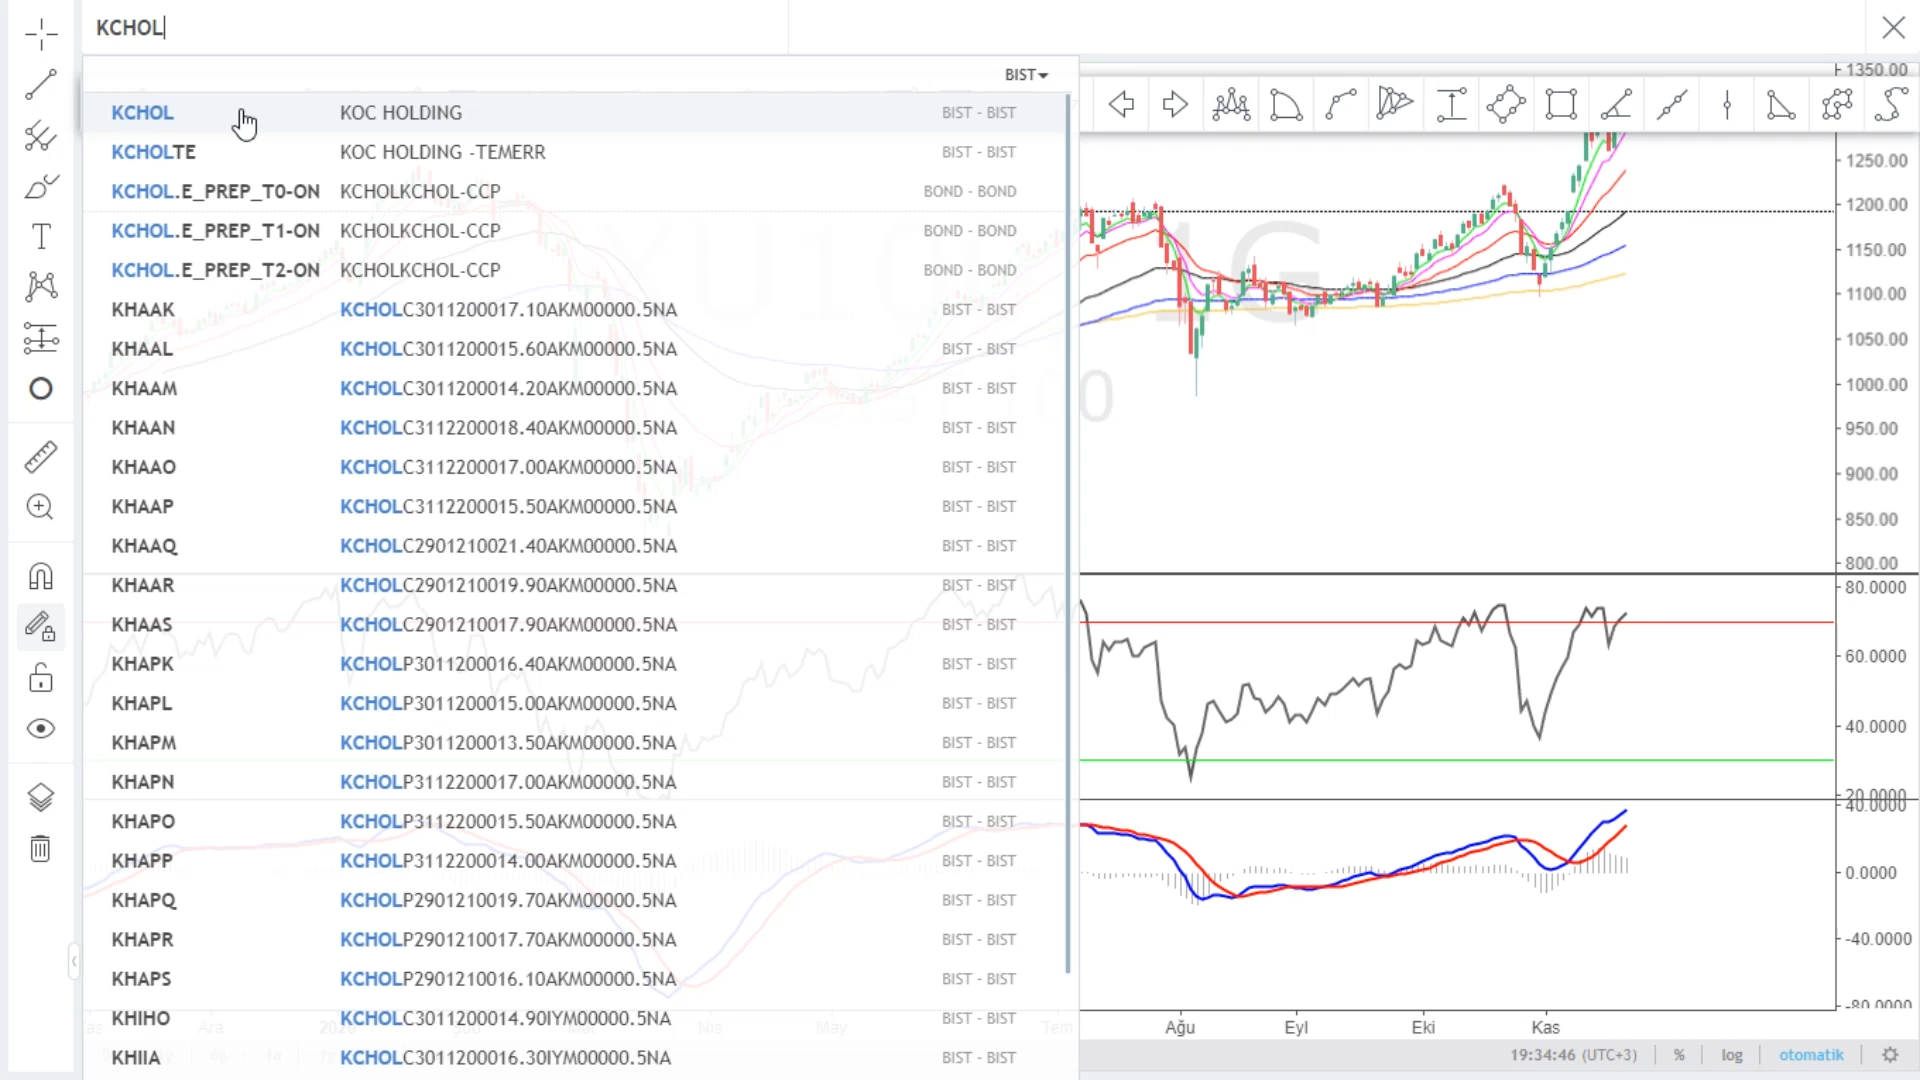 KCHOL
BIST
KCHOL KOC HOLDING BIST - BIST
KCHOLTE KOC HOLDING -TEMERR BIST - BIST
KCHOL.E_PREP_T0-ON KCHOLKCHOL-CCP BOND - BOND
KCHOL.E_PREP_T1-ON KCHOLKCHOL-CCP BOND - BOND
KCHOL.E_PREP_T2-ON KCHOLKCHOL-CCP BOND - BOND
KHAAK KCHOLC3011200017.10AKM00000.5NA BIST - BIST
KHAAL KCHOLC3011200015.60AKM00000.5NA BIST - BIST
KHAAM KCHOLC3011200014.20AKM00000.5NA BIST - BIST
KHAAN KCHOLC3112200018.40AKM00000.5NA BIST - BIST
KHAAO KCHOLC3112200017.00AKM00000.5NA BIST - BIST
KHAAP KCHOLC3112200015.50AKM00000.5NA BIST - BIST
KHAAQ KCHOLC2901210021.40AKM00000.5NA BIST - BIST
KHAAR KCHOLC2901210019.90AKM00000.5NA BIST - BIST
KHAAS KCHOLC2901210017.90AKM00000.5NA BIST - BIST
KHAPK KCHOLP3011200016.40AKM00000.5NA BIST - BIST
KHAPL KCHOLP3011200015.00AKM00000.5NA BIST - BIST
KHAPM KCHOLP3011200013.50AKM00000.5NA BIST - BIST
KHAPN KCHOLP3112200017.00AKM00000.5NA BIST - BIST
KHAPO KCHOLP3112200015.50AKM00000.5NA BIST - BIST
KHAPP KCHOLP3112200014.00AKM00000.5NA BIST - BIST
KHAPQ KCHOLP2901210019.70AKM00000.5NA BIST - BIST
KHAPR KCHOLP2901210017.70AKM00000.5NA BIST - BIST
KHAPS KCHOLP2901210016.10AKM00000.5NA BIST - BIST
KHIHO KCHOLC3011200014.90IYM00000.5NA BIST - BIST
KHIIA KCHOLC3011200016.30IYM00000.5NA BIST - BIST
1G
0
1350.00
1250.00
1200.00
1150.00
1100.00
1050.00
1000.00
950.00
900.00
850.00
800.00
80.0000
60.0000
40.0000
20.0000
40.0000
0.0000
-40.0000
-80.0000
Ara 2020 Nis May Tem Ağu Eyl Eki Kas
19:34:46 (UTC+3) % log otomatik